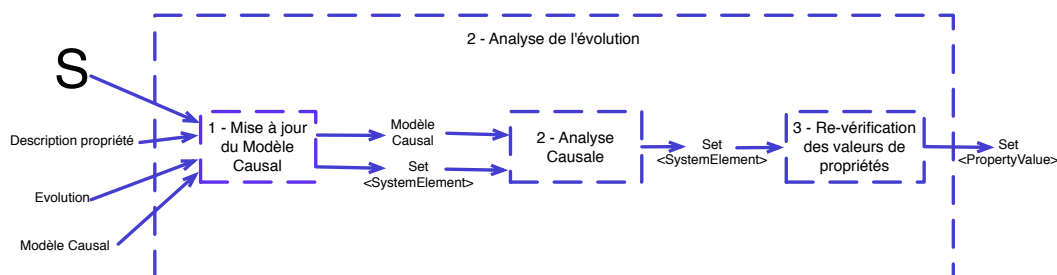 2 - Analyse de l'évolution
S
Description propriété
Evolution
Modèle Causal
1 - Mise à jour
du Modèle
Causal
Modèle
Causal
Set
<SystemElement>
2 - Analyse
Causale
Set
<SystemElement>
3 - Re-vérification
des valeurs de
propriétés
Set
<PropertyValue>